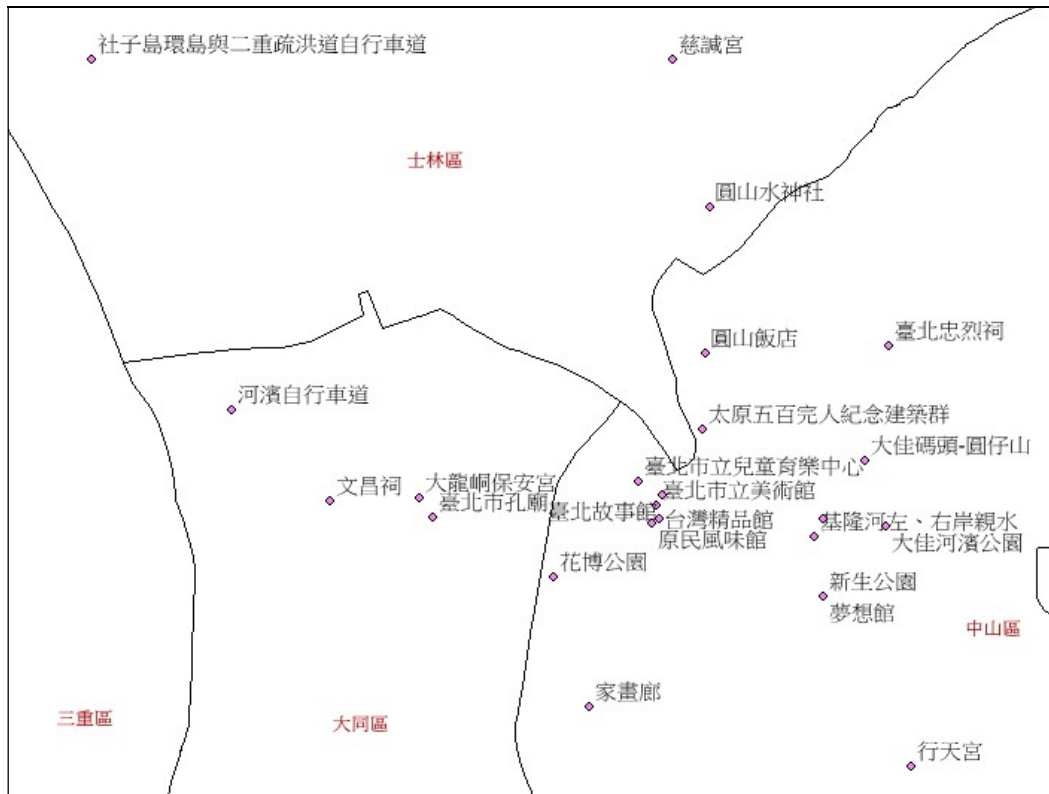 社子島環島與二重疏洪道自行車道
慈諴宮
士林區
圓山水神社
圓山飯店
臺北忠烈祠
河濱自行車道
太原五百完人紀念建築群
大佳碼頭-圓仔山
臺北市立兒童育樂中心
文昌祠
大龍峒保安宮
臺北市孔廟
臺北市立美術館
臺北故事館
台灣精品館
原民風味館
基隆河左、右岸親水
大佳河濱公園
花博公園
新生公園
夢想館
中山區
家畫廊
三重區
大同區
行天宮